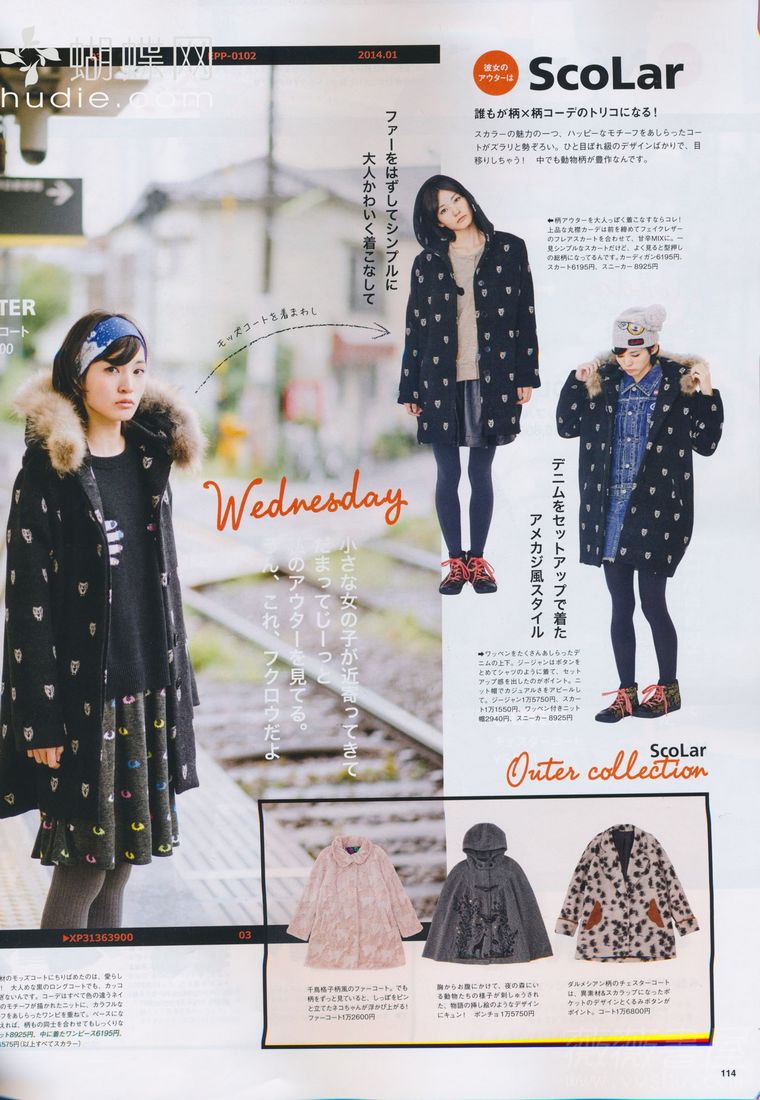 蝴蝶网
hudie.com
EPP-0102
2014.01
彼女の
アウターは
ScoLar
誰もが柄×柄コーデのトリコになる！
スカラーの魅力の一つ、ハッピーなモチーフをあしらったコー
トがズラリと勢ぞろい。ひと目ぼれ級のデザインばかりで、目
移りしちゃう！ 中でも動物柄が豊作なんです。
ファーをはずしてシンプルに
大人かわいく着こなして
⬅柄アウターを大人っぽく着こなすならコレ！
上品な丸襟カーデは前を締めてフェイクレザー
のフレアスカートを合わせて、甘辛MIXに。一
見シンプルなスカートだけど、よく見ると型押し
の総柄になってるんです。カーディガン6195円、
スカート6195円、スニーカー8925円
TER
コート
00
モッズコートを着まわし
Wednesday
小さな女の子が近寄ってきて
だまってじーっと
のアウターを見てる。
ん、これ、フクロウだよ
デニムをセットアップで着た
アメカジ風スタイル
➡ワッペンをたくさんあしらったデ
ニムの上下。ジージャンはボタンを
とめてシャツのように着て、セット
アップ感を出したのがポイント。ニ
ット帽でカジュアルさをアピールし
て。ジージャン1万5750円、スカー
ト1万1550円、ワッペン付きニット
帽2940円、スニーカー8925円
ScoLar
Outer collection
▶XP31363900
03
材のモッズコートにちりばめたのは、愛らし
！ 大人めな黒のロングコートでも、カッコ
ぎないんです。コーデはすべて色の違うネイ
のモチーフが描かれたニットに、カラフルな
フをあしらったワンピを重ねて。ベースにな
えれば、柄もの同士を合わせてもしっくりな
ット8925円、中に着たワンピース6195円、
575円(以上すべてスカラー)
千鳥格子柄風のファーコート。でも
柄をずっと見ていると、しっぽをピン
と立てたネコちゃんが浮かび上がる！
ファーコート1万2600円
胸からお腹にかけて、夜の森にい
る動物たちの様子が刺しゅうされ
た、物語の挿し絵のようなデザイン
にキュン！ ポンチョ1万5750円
ダルメシアン柄のチェスターコート
は、異素材&スカラップになったポ
ケットのデザインとくるみボタンが
ポイント。コート1万6800円
114